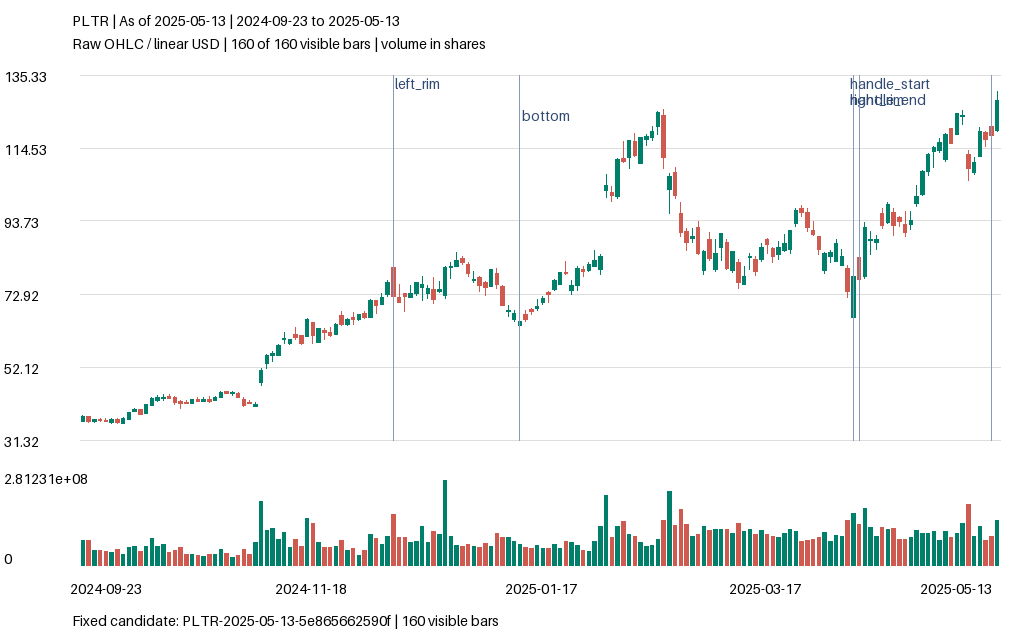 PLTR | As of 2025-05-13 | 2024-09-23 to 2025-05-13
Raw OHLC / linear USD | 160 of 160 visible bars | volume in shares
135.33
left_rim
handle_start
bottom
114.53
93.73
72.92
52.12
31.32
2.81231e+08
0
2024-09-23
2024-11-18
2025-01-17
2025-03-17
2025-05-13
Fixed candidate: PLTR-2025-05-13-5e865662590f | 160 visible bars